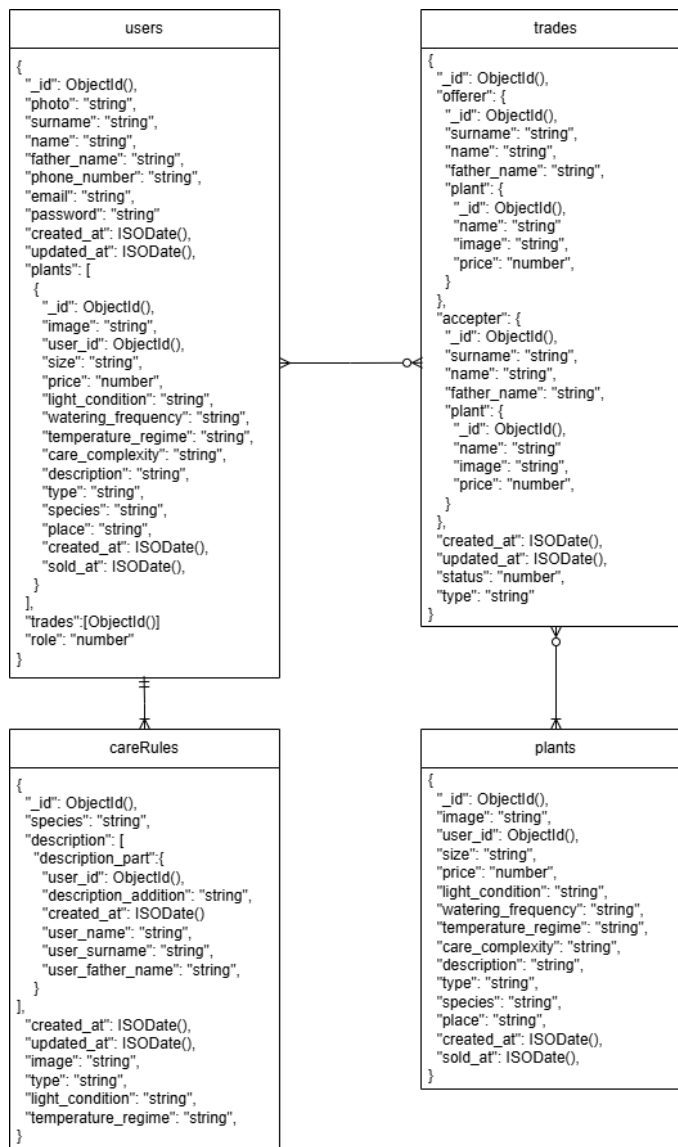 users
{
"_id": ObjectId(),
"photo": "string",
"surname": "string",
"name": "string",
"father_name": "string",
"phone_number": "string",
"email": "string",
"password": "string"
"created_at": ISODate(),
"updated_at": ISODate(),
"plants": [
{
"_id": ObjectId(),
"image": "string",
"user_id": ObjectId(),
"size": "string",
"price": "number",
"light_condition": "string",
"watering_frequency": "string",
"temperature_regime": "string",
"care_complexity": "string",
"description": "string",
"type": "string",
"species": "string",
"place": "string",
"created_at": ISODate(),
"sold_at": ISODate(),
}
],
"trades":[ObjectId()]
"role": "number"
}
trades
{
"_id": ObjectId(),
"offerer": {
"_id": ObjectId(),
"surname": "string",
"name": "string",
"father_name": "string",
"plant": {
"_id": ObjectId(),
"name": "string"
"image": "string",
"price": "number",
}
},
"accepter": {
"_id": ObjectId(),
"surname": "string",
"name": "string",
"father_name": "string",
"plant": {
"_id": ObjectId(),
"name": "string"
"image": "string",
"price": "number",
}
},
"created_at": ISODate(),
"updated_at": ISODate(),
"status": "number",
"type": "string"
}
careRules
{
"_id": ObjectId(),
"species": "string",
"description": [
"description_part":{
"user_id": ObjectId(),
"description_addition": "string",
"created_at": ISODate()
"user_name": "string",
"user_surname": "string",
"user_father_name": "string",
}
],
"created_at": ISODate(),
"updated_at": ISODate(),
"image": "string",
"type": "string",
"light_condition": "string",
"temperature_regime": "string",
}
plants
{
"_id": ObjectId(),
"image": "string",
"user_id": ObjectId(),
"size": "string",
"price": "number",
"light_condition": "string",
"watering_frequency": "string",
"temperature_regime": "string",
"care_complexity": "string",
"description": "string",
"type": "string",
"species": "string",
"place": "string",
"created_at": ISODate(),
"sold_at": ISODate(),
}